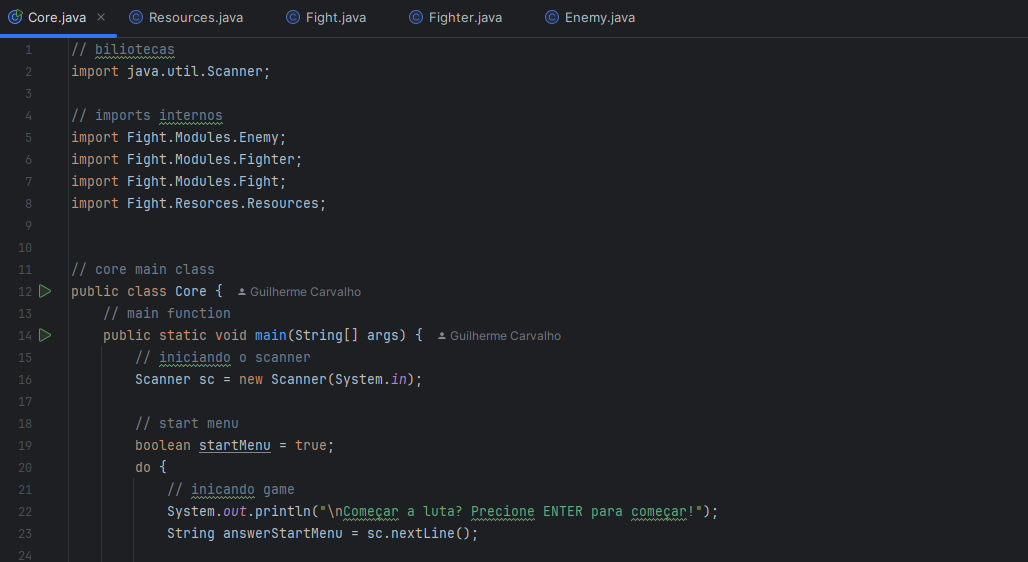 Core.java × Resources.java Fight.java Fighter.java Enemy.java
1 // biliotecas
2 import java.util.Scanner;
3
4 // imports internos
5 import Fight.Modules.Enemy;
6 import Fight.Modules.Fighter;
7 import Fight.Modules.Fight;
8 import Fight.Resorces.Resources;
9
10
11 // core main class
12 public class Core { Guilherme Carvalho
13 // main function
14 public static void main(String[] args) { Guilherme Carvalho
15 // iniciando o scanner
16 Scanner sc = new Scanner(System.in);
17
18 // start menu
19 boolean startMenu = true;
20 do {
21 // inicando game
22 System.out.println("\nComeçar a luta? Precione ENTER para começar!");
23 String answerStartMenu = sc.nextLine();
24